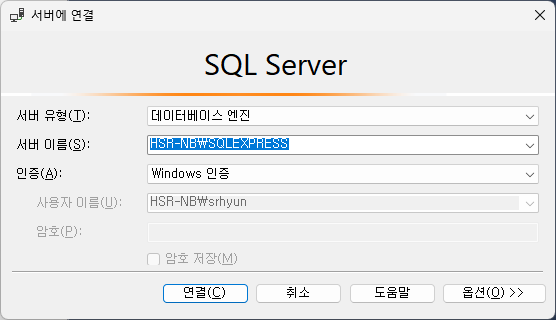 서버에 연결
SQL Server
서버 유형(T): 데이터베이스 엔진
서버 이름(S): HSR-NB₩SQLEXPRESS
인증(A): Windows 인증
사용자 이름(U): HSR-NB₩srhyun
암호(P):
암호 저장(M)
연결(C) 취소 도움말 옵션(O) >>